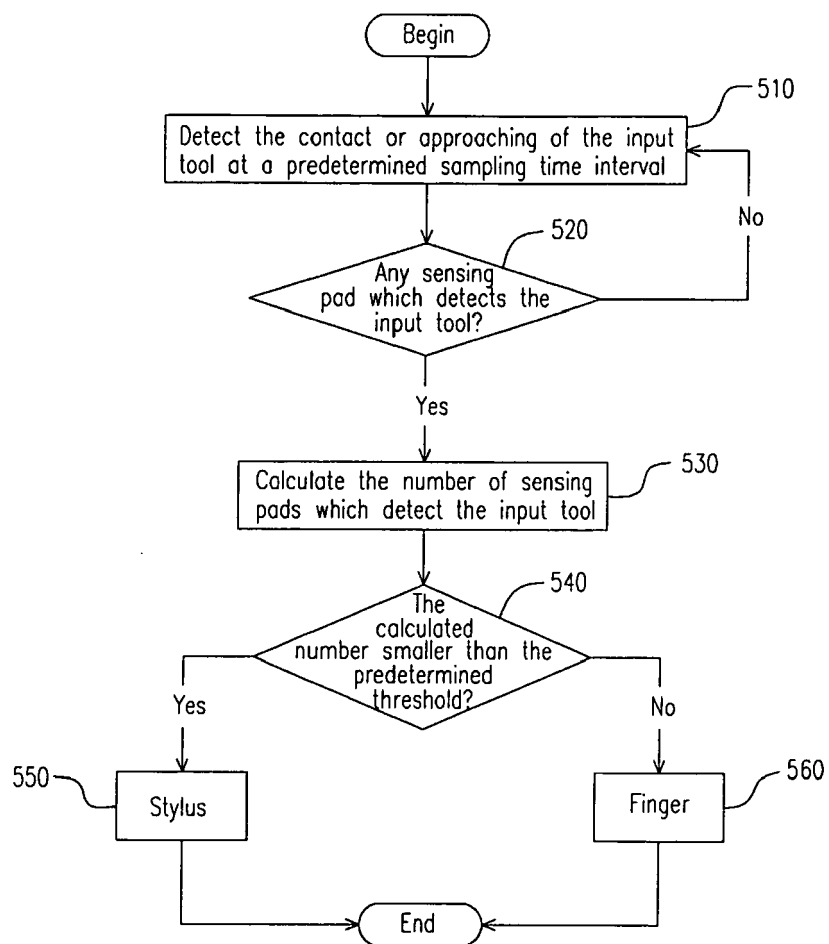 Begin
510
Detect the contact or approaching of the input
tool at a predetermined sampling time interval
No
520
Any sensing
pad which detects the
input tool?
Yes
530
Calculate the number of sensing
pads which detect the input tool
540
The
calculated
number smaller than the
predetermined
threshold?
Yes
No
550
Stylus
560
Finger
End